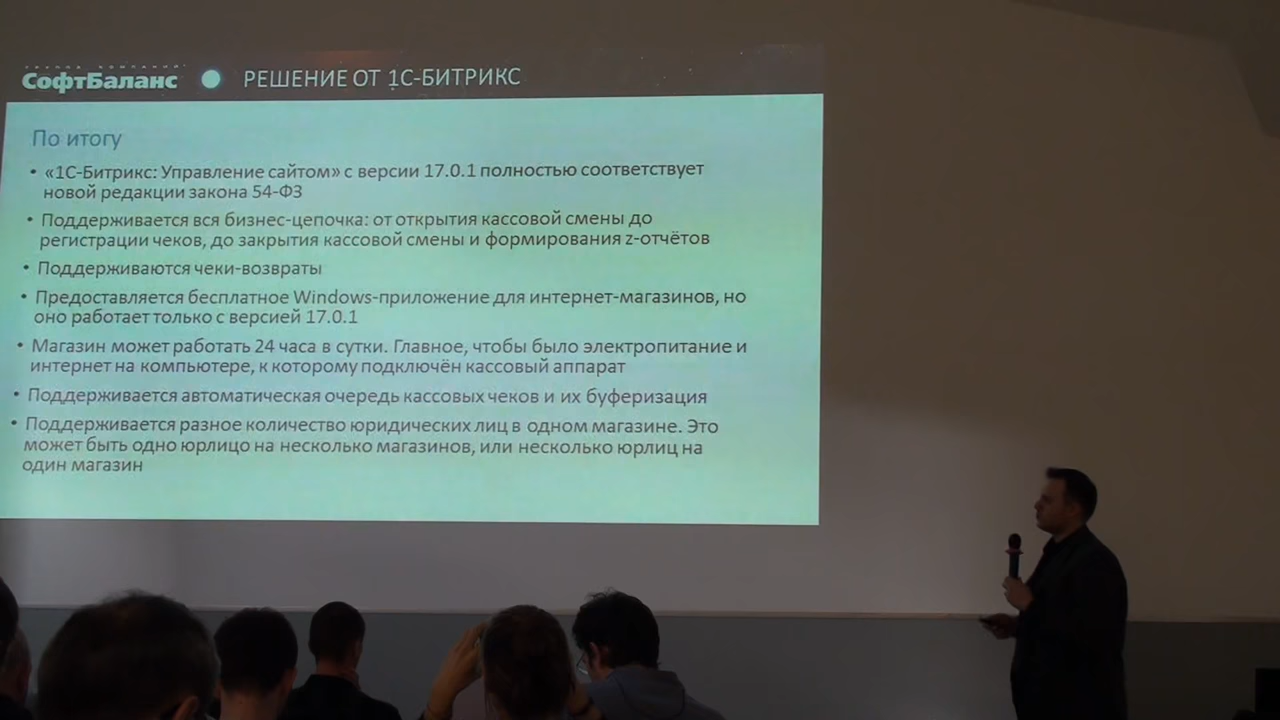 ГРУППА КОМПАНИЙ
СофтБаланс
РЕШЕНИЕ ОТ 1С-БИТРИКС
По итогу
• «1С-Битрикс: Управление сайтом» с версии 17.0.1 полностью соответствует
новой редакции закона 54-ФЗ
• Поддерживается вся бизнес-цепочка: от открытия кассовой смены до
регистрации чеков, до закрытия кассовой смены и формирования z-отчётов
• Поддерживаются чеки-возвраты
• Предоставляется бесплатное Windows-приложение для интернет-магазинов, но
оно работает только с версией 17.0.1
• Магазин может работать 24 часа в сутки. Главное, чтобы было электропитание и
интернет на компьютере, к которому подключён кассовый аппарат
• Поддерживается автоматическая очередь кассовых чеков и их буферизация
• Поддерживается разное количество юридических лиц в одном магазине. Это
может быть одно юрлицо на несколько магазинов, или несколько юрлиц на
один магазин